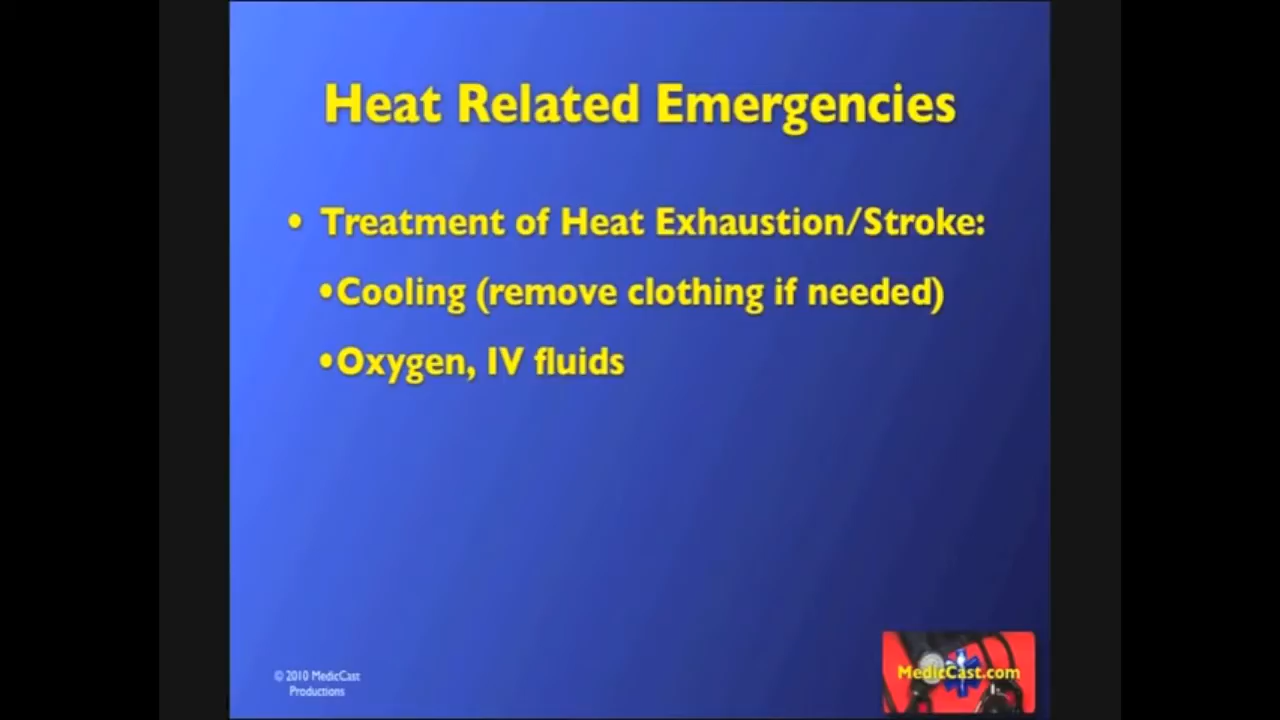 Heat Related Emergencies
• Treatment of Heat Exhaustion/Stroke:
•Cooling (remove clothing if needed)
•Oxygen, IV fluids
© 2010 MedicCast
Productions
MedicCast.com